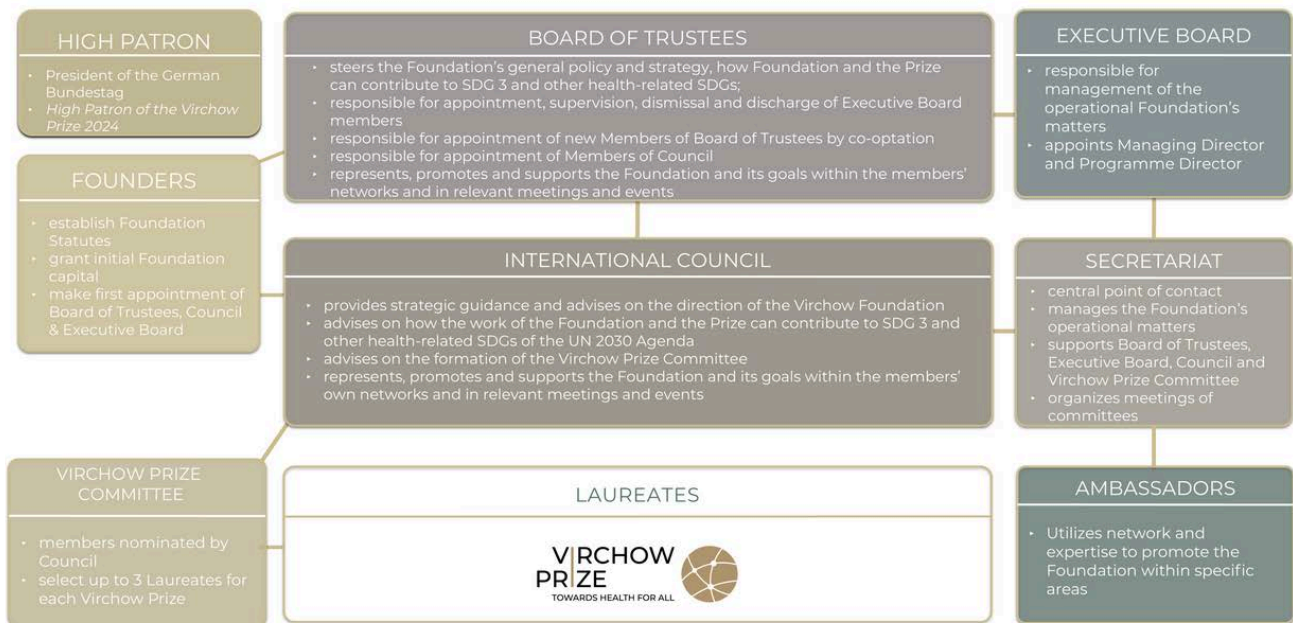 HIGH PATRON
• President of the German
Bundestag
• High Patron of the Virchow
Prize 2024
BOARD OF TRUSTEES
• steers the Foundation's general policy and strategy, how Foundation and the Prize
can contribute to SDG 3 and other health-related SDGs;
• responsible for appointment, supervision, dismissal and discharge of Executive Board
members
• responsible for appointment of new Members of Board of Trustees by co-optation
• responsible for appointment of Members of Council
• represents, promotes and supports the Foundation and its goals within the members'
networks and in relevant meetings and events
EXECUTIVE BOARD
• responsible for
management of the
operational Foundation's
matters
• appoints Managing Director
and Programme Director
FOUNDERS
• establish Foundation
Statutes
• grant initial Foundation
capital
• make first appointment of
Board of Trustees, Council
& Executive Board
INTERNATIONAL COUNCIL
• provides strategic guidance and advises on the direction of the Virchow Foundation
• advises on how the work of the Foundation and the Prize can contribute to SDG 3 and
other health-related SDGs of the UN 2030 Agenda
• advises on the formation of the Virchow Prize Committee
• represents, promotes and supports the Foundation and its goals within the members'
own networks and in relevant meetings and events
SECRETARIAT
• central point of contact
• manages the Foundation's
operational matters
• supports Board of Trustees,
Executive Board, Council and
Virchow Prize Committee
• organizes meetings of
committees
VIRCHOW PRIZE
COMMITTEE
• members nominated by
Council
• select up to 3 Laureates for
each Virchow Prize
LAUREATES
VIRCHOW
PRIZE
TOWARDS HEALTH FOR ALL
AMBASSADORS
• Utilizes network and
expertise to promote the
Foundation within specific
areas